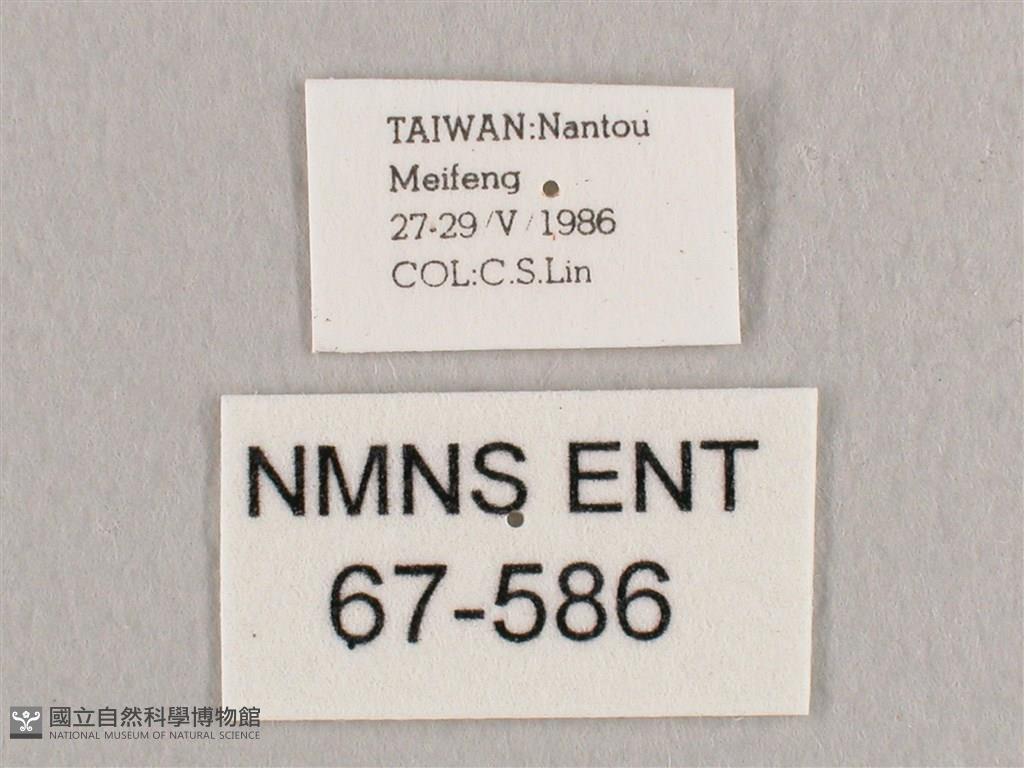 TAIWAN:Nantou
Meifeng
27-29/V/1986
COL:C.S.Lin
NMNS ENT
67-586
國立自然科學博物館
NATIONAL MUSEUM OF NATURAL SCIENCE